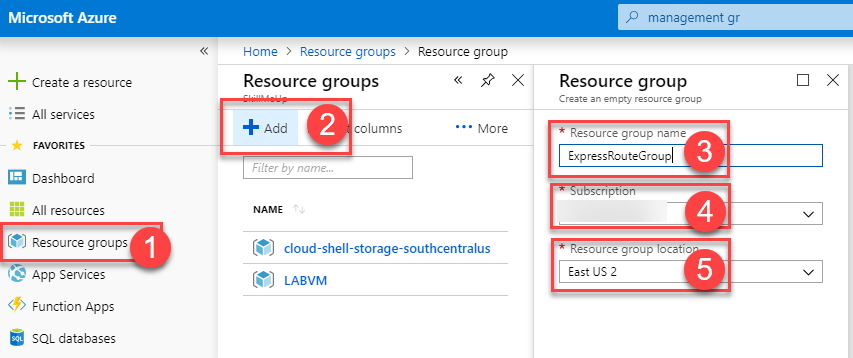 Microsoft Azure
management gr
Create a resource
All services
FAVORITES
Dashboard
All resources
Resource groups
1
App Services
Function Apps
SQL databases
Home > Resource groups > Resource group
Resource groups
SkillMeUp
Add
2
columns
More
Filter by name...
NAME
cloud-shell-storage-southcentralus
LABVM
Resource group
Create an empty resource group
* Resource group name
ExpressRouteGroup
3
* Subscription
4
* Resource group location
East US 2
5